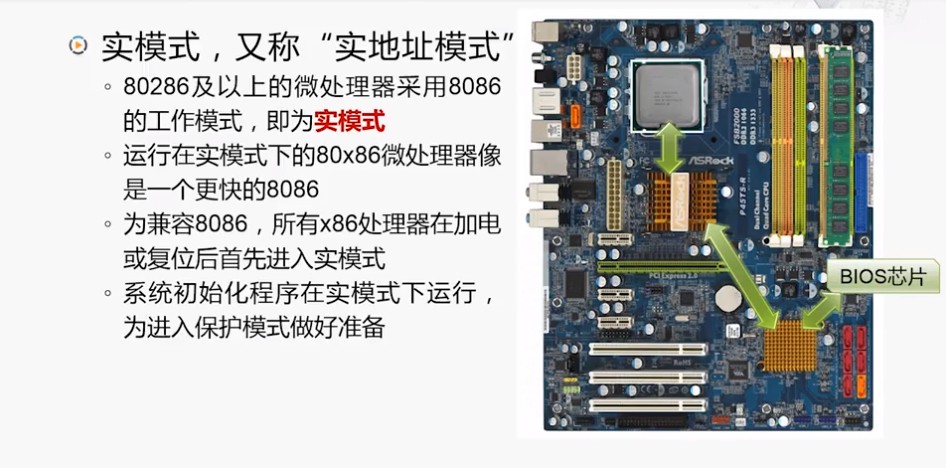 实模式，又称“实地址模式”
80286及以上的微处理器采用8086
的工作模式，即为实模式
运行在实模式下的80x86微处理器像
是一个更快的8086
为兼容8086，所有x86处理器在加电
或复位后首先进入实模式
系统初始化程序在实模式下运行，
为进入保护模式做好准备
FSB2000
DDR3 1333
ASRock
P45TS-R
Dual Channel
Quad Core CPU
ASRock
PCI Express 2.0
BIOS芯片
RoHS